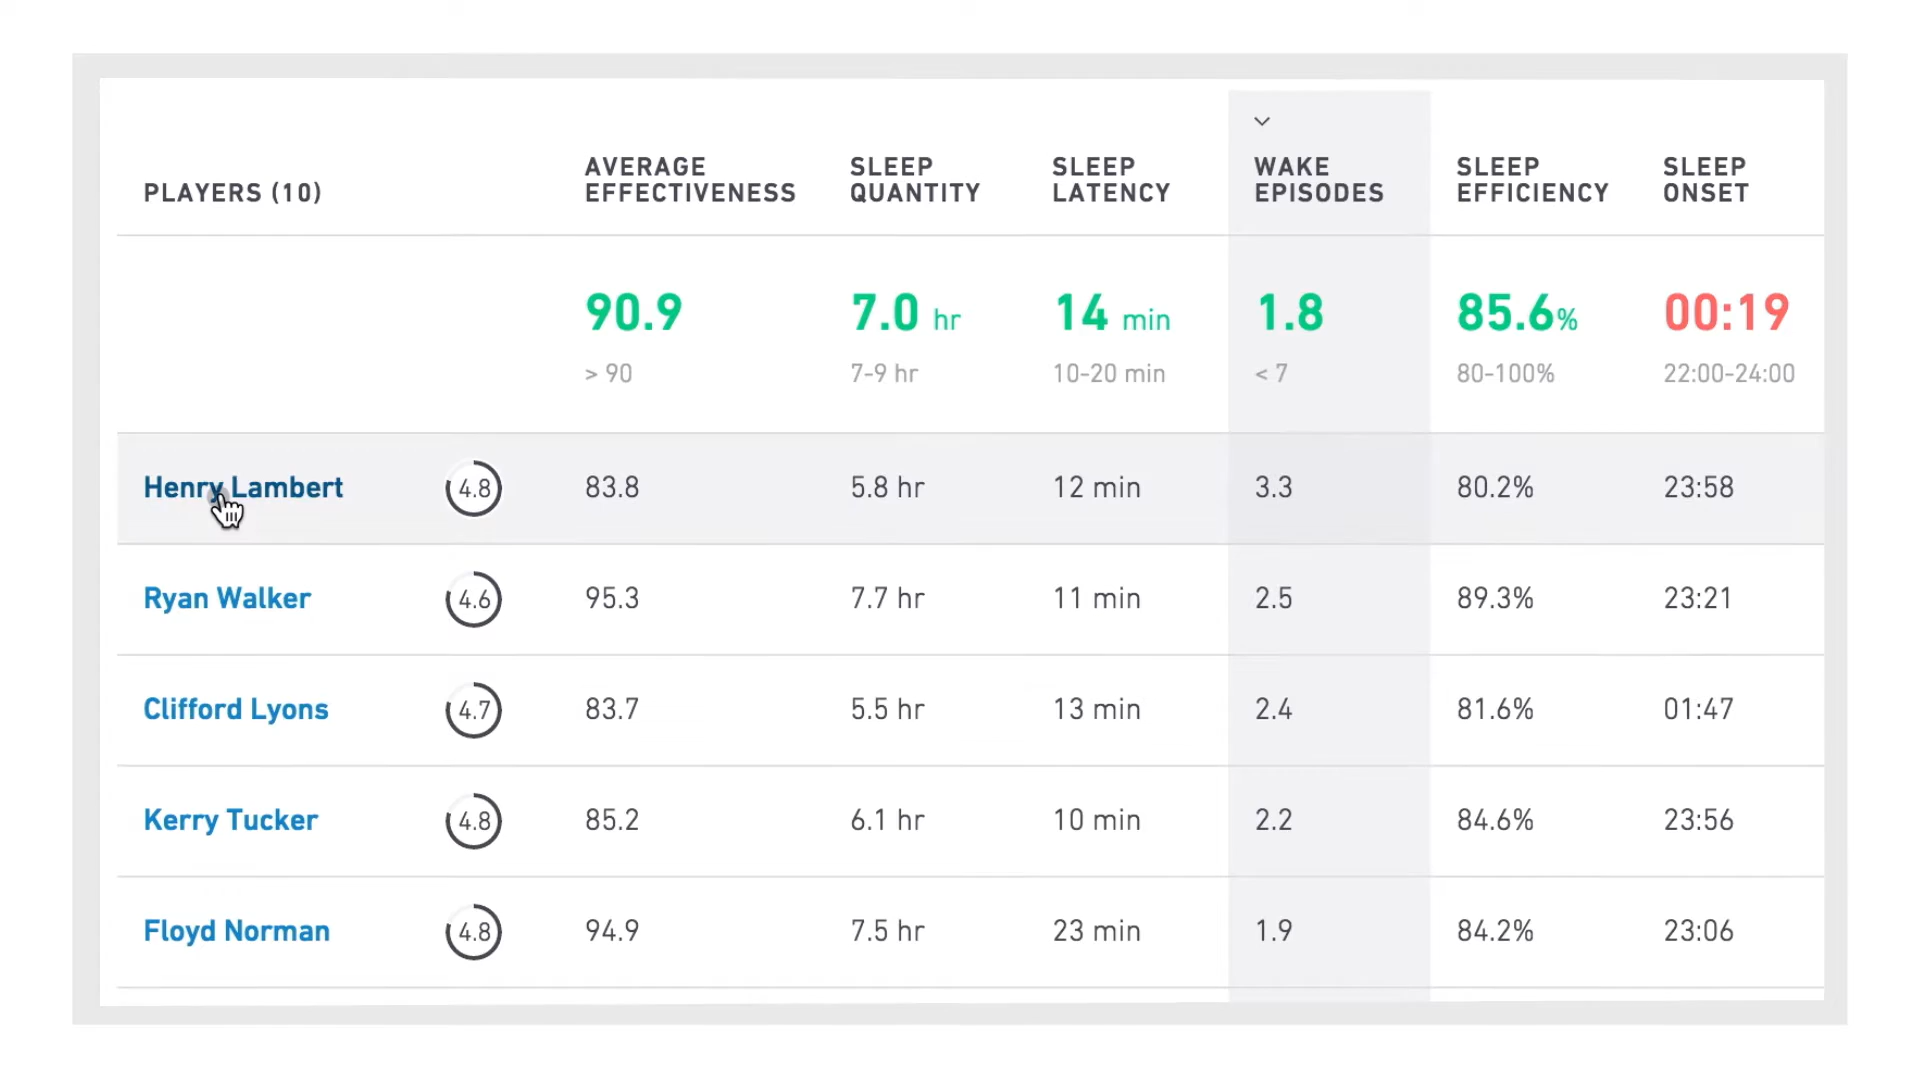 PLAYERS (10)
AVERAGE EFFECTIVENESS
SLEEP QUANTITY
SLEEP LATENCY
WAKE EPISODES
SLEEP EFFICIENCY
SLEEP ONSET
90.9 7.0 hr 14 min 1.8 85.6% 00:19
> 90 7-9 hr 10-20 min < 7 80-100% 22:00-24:00
Henry Lambert 4.8 83.8 5.8 hr 12 min 3.3 80.2% 23:58
Ryan Walker 4.6 95.3 7.7 hr 11 min 2.5 89.3% 23:21
Clifford Lyons 4.7 83.7 5.5 hr 13 min 2.4 81.6% 01:47
Kerry Tucker 4.8 85.2 6.1 hr 10 min 2.2 84.6% 23:56
Floyd Norman 4.8 94.9 7.5 hr 23 min 1.9 84.2% 23:06